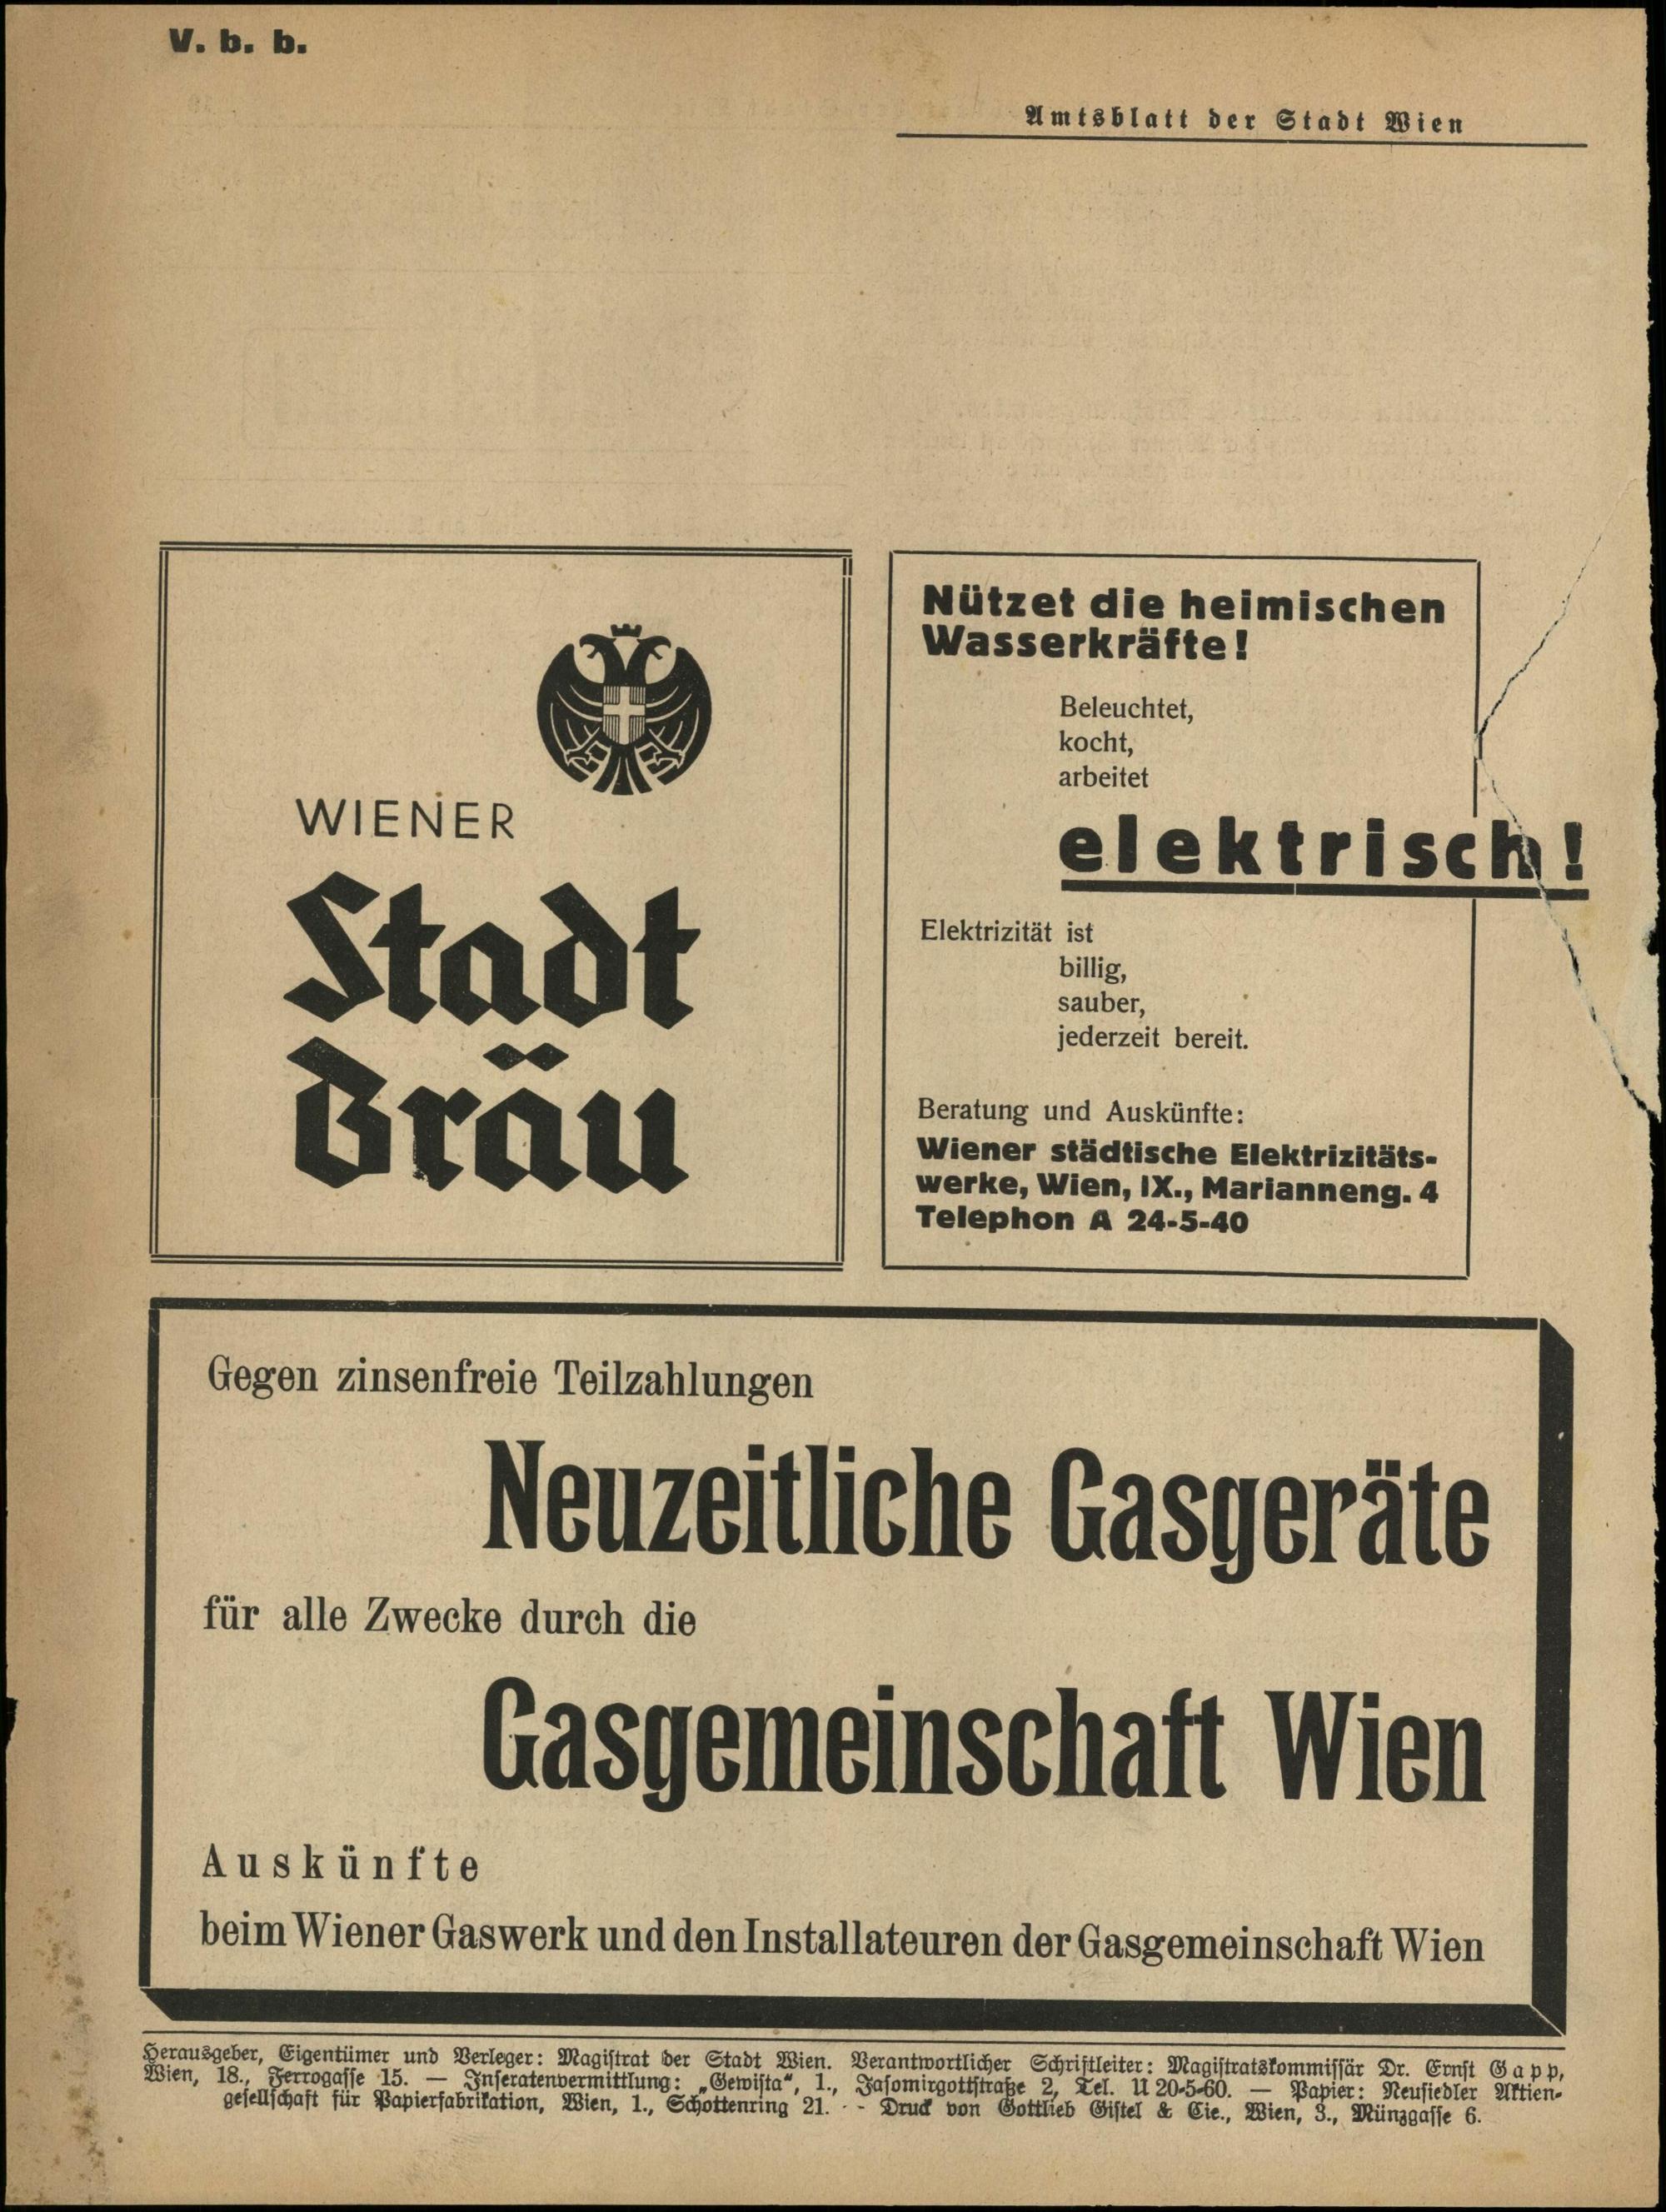 V. b. b.
Amtsblatt der Stadt Wien
WIENER
Stadt
Bräu
Nützet die heimischen
Wasserkräfte!
Beleuchtet,
kocht,
arbeitet
elektrisch!
Elektrizität ist
billig,
sauber,
jederzeit bereit.
Beratung und Auskünfte:
Wiener städtische Elektrizitäts-
werke, Wien, IX., Marianneng. 4
Telephon A 24-5-40
Gegen zinsenfreie Teilzahlungen
Neuzeitliche Gasgeräte
für alle Zwecke durch die
Gasgemeinschaft Wien
Auskünfte
beim Wiener Gaswerk und den Installateuren der Gasgemeinschaft Wien
Herausgeber, Eigentümer und Verleger: Magistrat der Stadt Wien. Verantwortlicher Schriftleiter: Magistratskommissär Dr. Ernst Gapp,
Wien, 18., Ferrogasse 15. — Inseratenvermittlung: „Gewista“, 1., Jasomirgottstraße 2, Tel. U 20-5-60. — Papier: Neusiedler Aktien-
gesellschaft für Papierfabrikation, Wien, 1., Schottenring 21. - - Druck von Gottlieb Gistel & Cie., Wien, 3., Münzgasse 6.